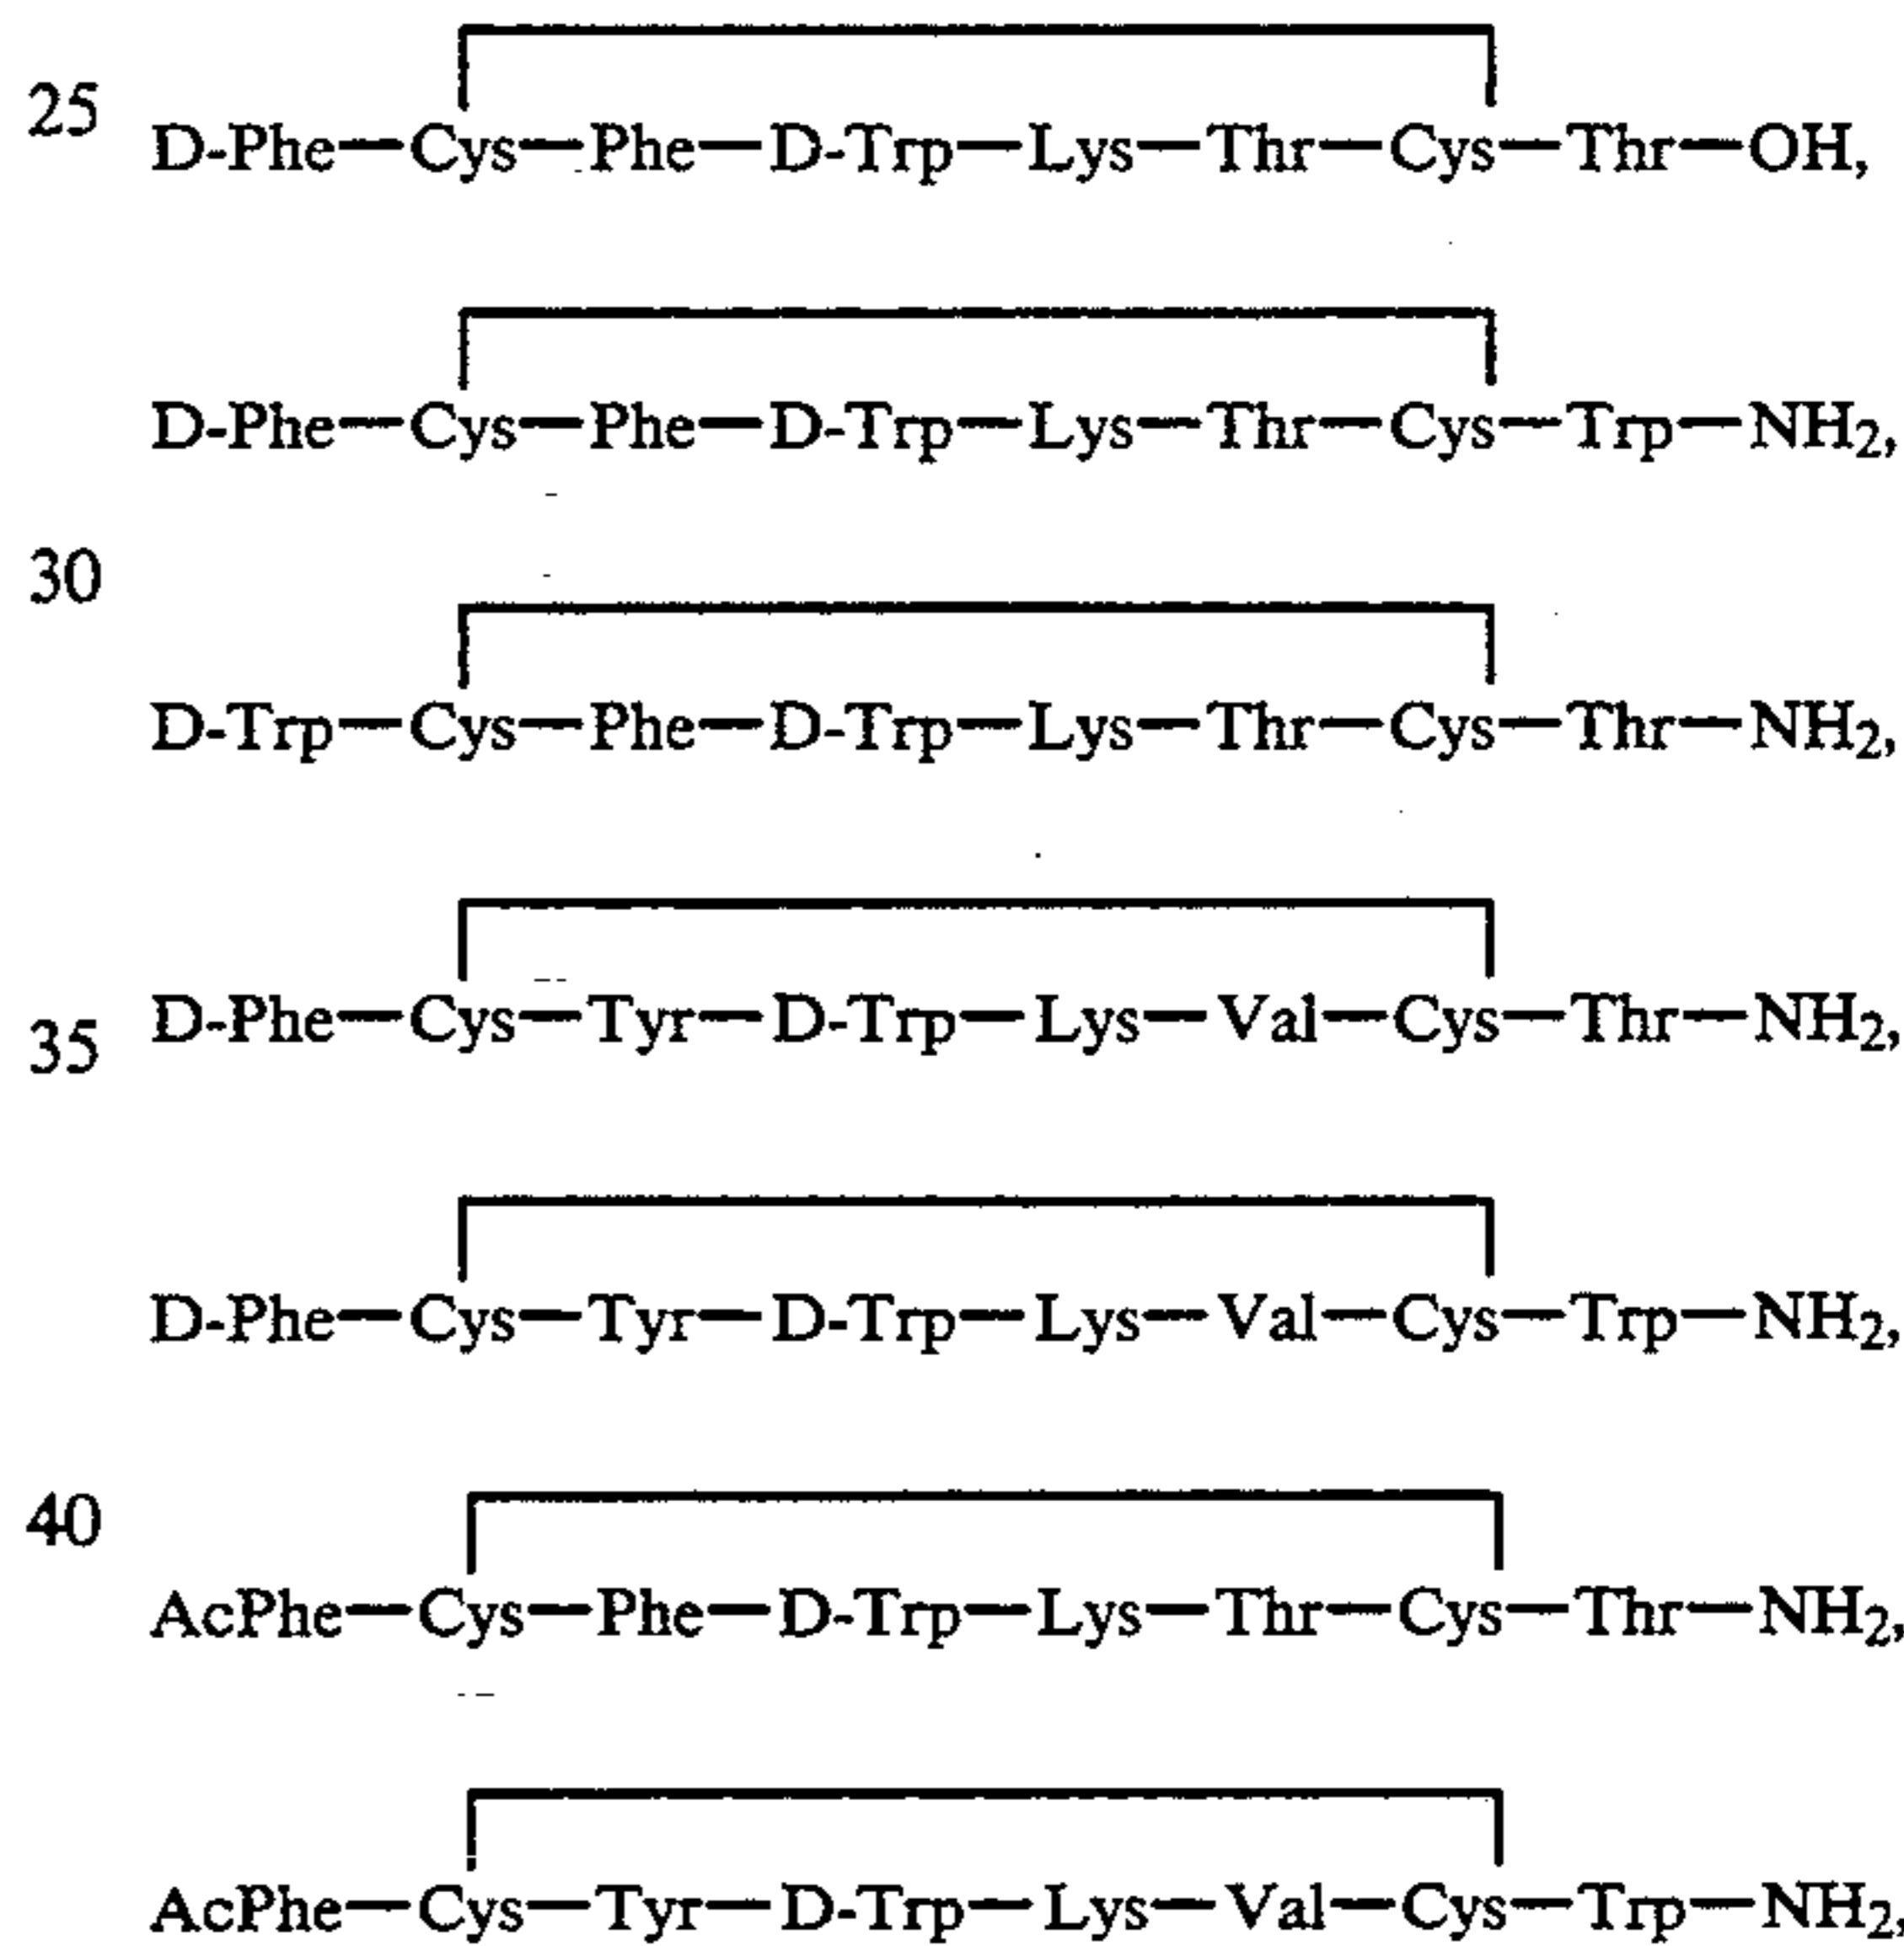 25
D-Phe—Cys—Phe—D-Trp—Lys—Thr—Cys—Thr—OH,
D-Phe—Cys—Phe—D-Trp—Lys—Thr—Cys—Trp—NH₂,
30
D-Trp—Cys—Phe—D-Trp—Lys—Thr—Cys—Thr—NH₂,
35
D-Phe—Cys—Tyr—D-Trp—Lys—Val—Cys—Thr—NH₂,
D-Phe—Cys—Tyr—D-Trp—Lys—Val—Cys—Trp—NH₂,
40
AcPhe—Cys—Phe—D-Trp—Lys—Thr—Cys—Thr—NH₂,
AcPhe—Cys—Tyr—D-Trp—Lys—Val—Cys—Trp—NH₂,